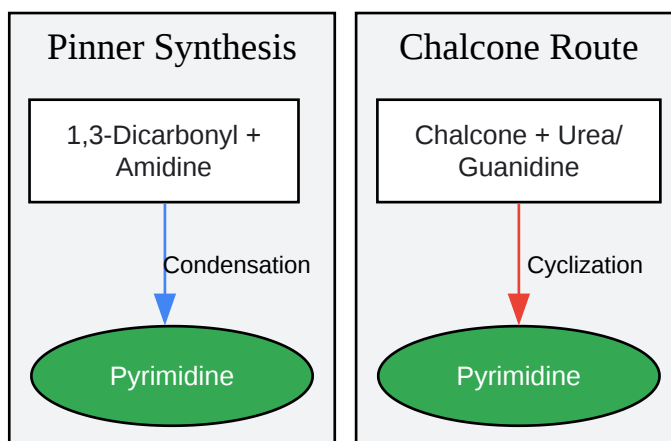 Pinner Synthesis
1,3-Dicarbonyl +
Amidine
Condensation
Pyrimidine
Chalcone Route
Chalcone + Urea/
Guanidine
Cyclization
Pyrimidine